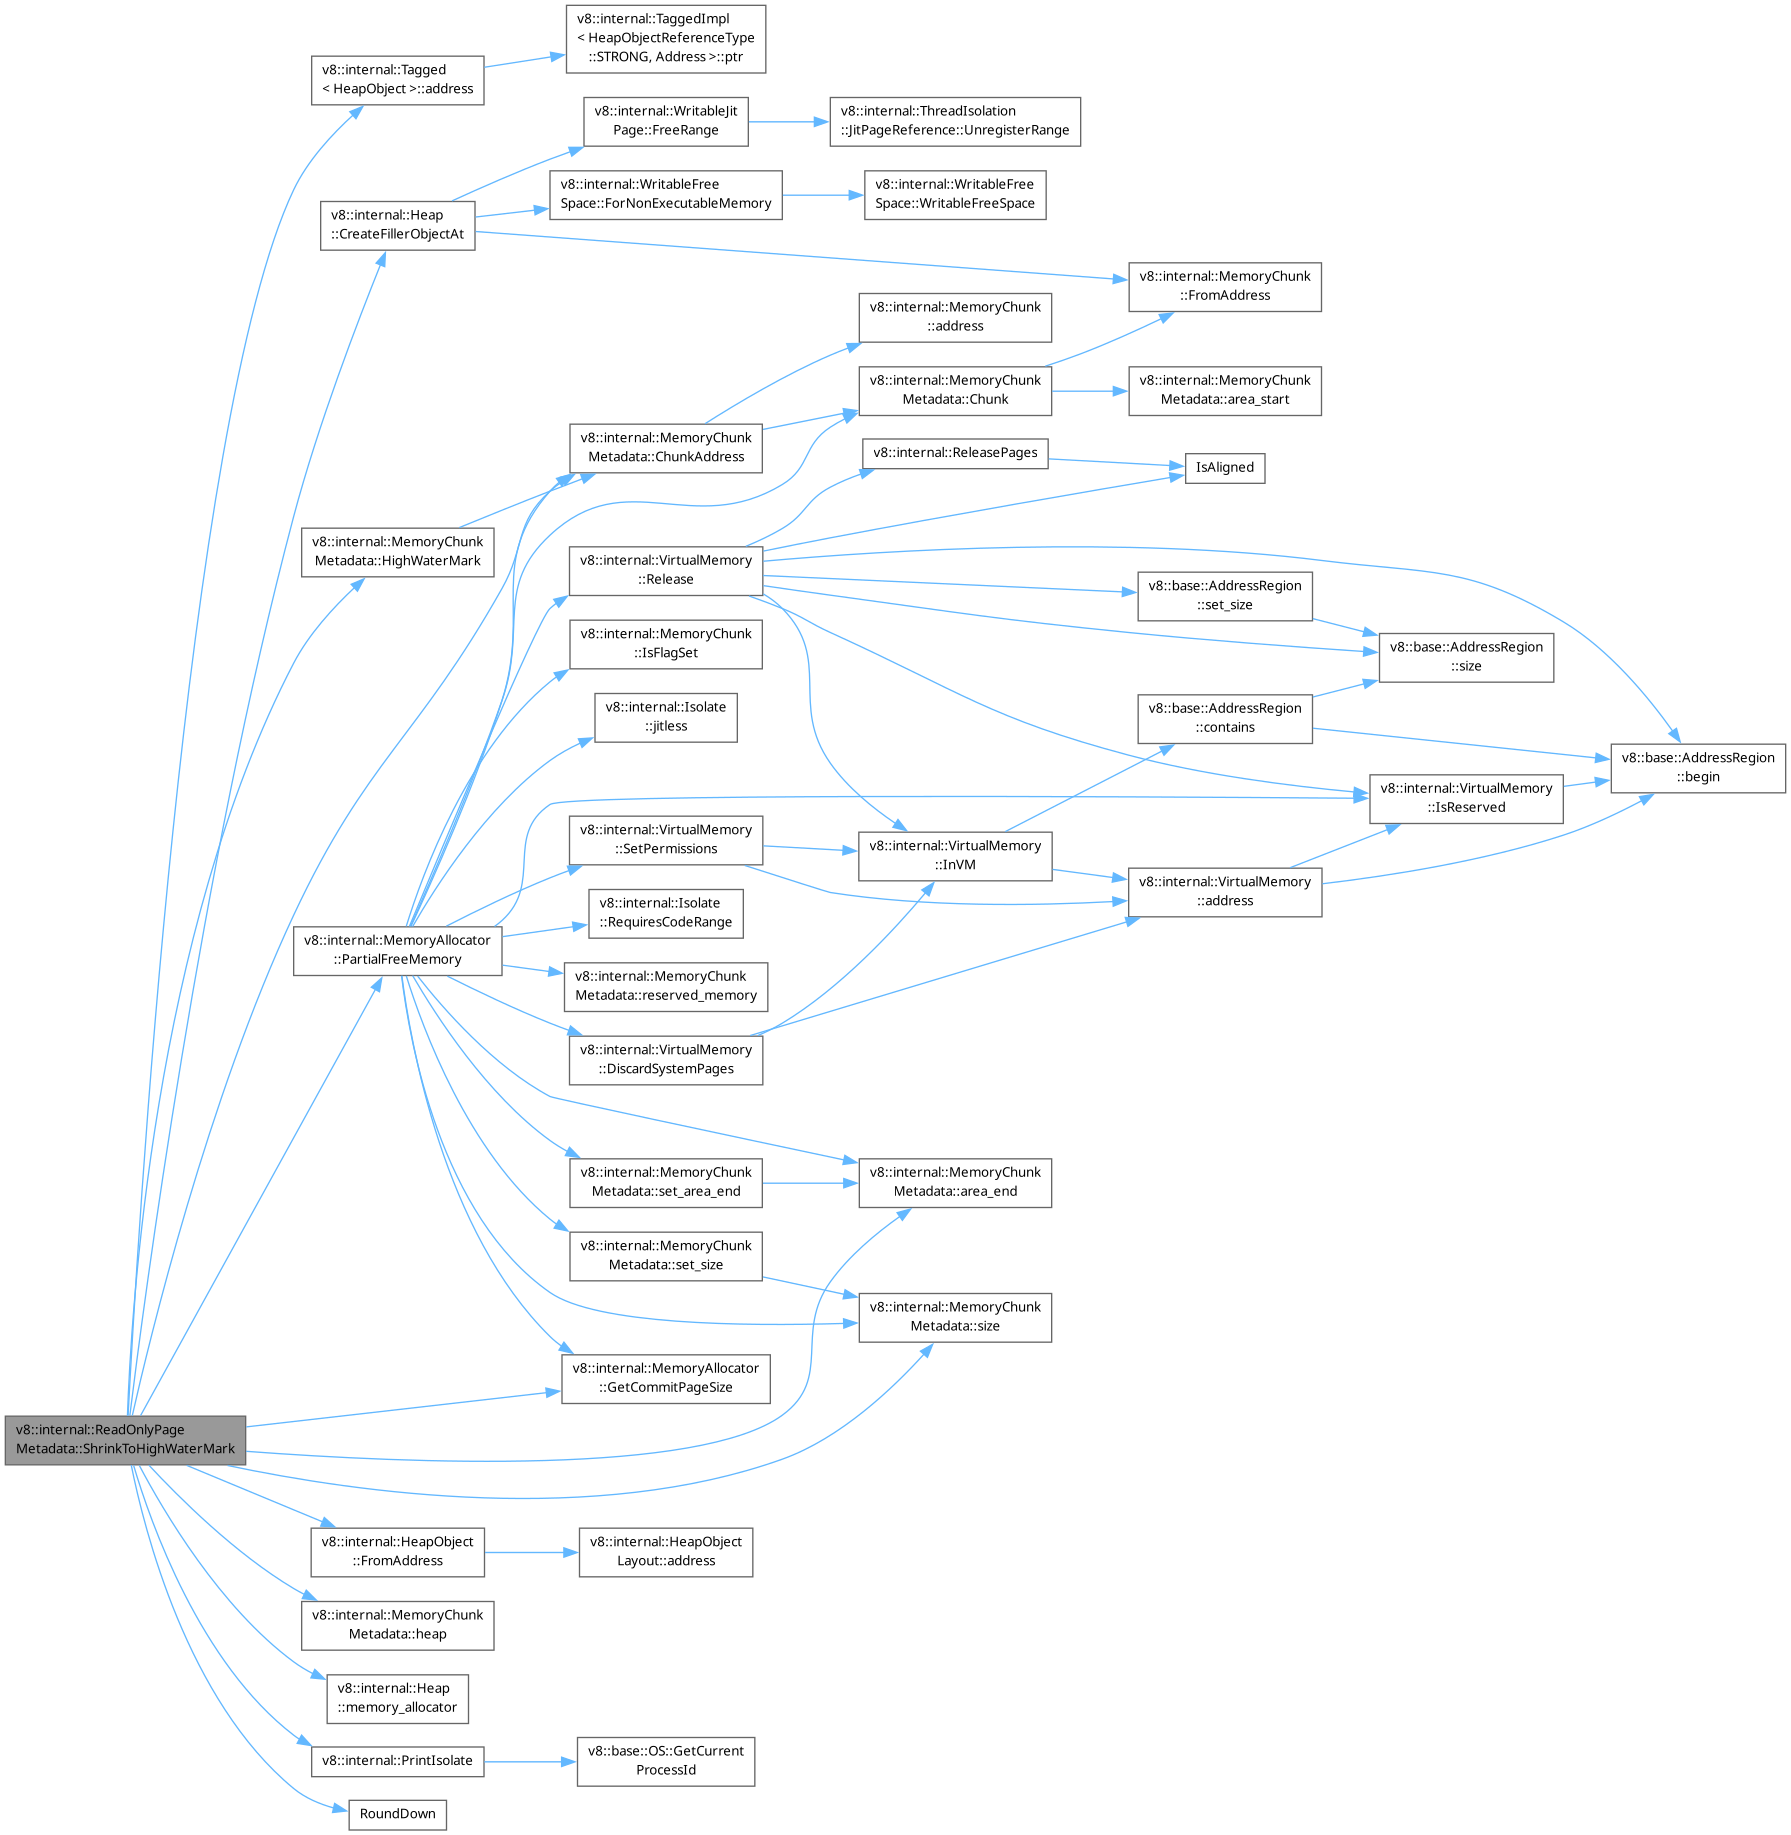 v8::internal::TaggedImpl
< HeapObjectReferenceType
::STRONG, Address >::ptr
v8::internal::Tagged
< HeapObject >::address
v8::internal::WritableJit
Page::FreeRange
v8::internal::ThreadIsolation
::JitPageReference::UnregisterRange
v8::internal::WritableFree
Space::ForNonExecutableMemory
v8::internal::WritableFree
Space::WritableFreeSpace
v8::internal::Heap
::CreateFillerObjectAt
v8::internal::MemoryChunk
::FromAddress
v8::internal::MemoryChunk
::address
v8::internal::MemoryChunk
Metadata::Chunk
v8::internal::MemoryChunk
Metadata::area_start
v8::internal::MemoryChunk
Metadata::ChunkAddress
v8::internal::ReleasePages
IsAligned
v8::internal::MemoryChunk
Metadata::HighWaterMark
v8::internal::VirtualMemory
::Release
v8::base::AddressRegion
::set_size
v8::internal::MemoryChunk
::IsFlagSet
v8::base::AddressRegion
::size
v8::internal::Isolate
::jitless
v8::base::AddressRegion
::contains
v8::base::AddressRegion
::begin
v8::internal::VirtualMemory
::IsReserved
v8::internal::VirtualMemory
::SetPermissions
v8::internal::VirtualMemory
::InVM
v8::internal::VirtualMemory
::address
v8::internal::Isolate
::RequiresCodeRange
v8::internal::MemoryAllocator
::PartialFreeMemory
v8::internal::MemoryChunk
Metadata::reserved_memory
v8::internal::VirtualMemory
::DiscardSystemPages
v8::internal::MemoryChunk
Metadata::set_area_end
v8::internal::MemoryChunk
Metadata::area_end
v8::internal::MemoryChunk
Metadata::set_size
v8::internal::MemoryChunk
Metadata::size
v8::internal::MemoryAllocator
::GetCommitPageSize
v8::internal::ReadOnlyPage
Metadata::ShrinkToHighWaterMark
v8::internal::HeapObject
::FromAddress
v8::internal::HeapObject
Layout::address
v8::internal::MemoryChunk
Metadata::heap
v8::internal::Heap
::memory_allocator
v8::internal::PrintIsolate
v8::base::OS::GetCurrent
ProcessId
RoundDown